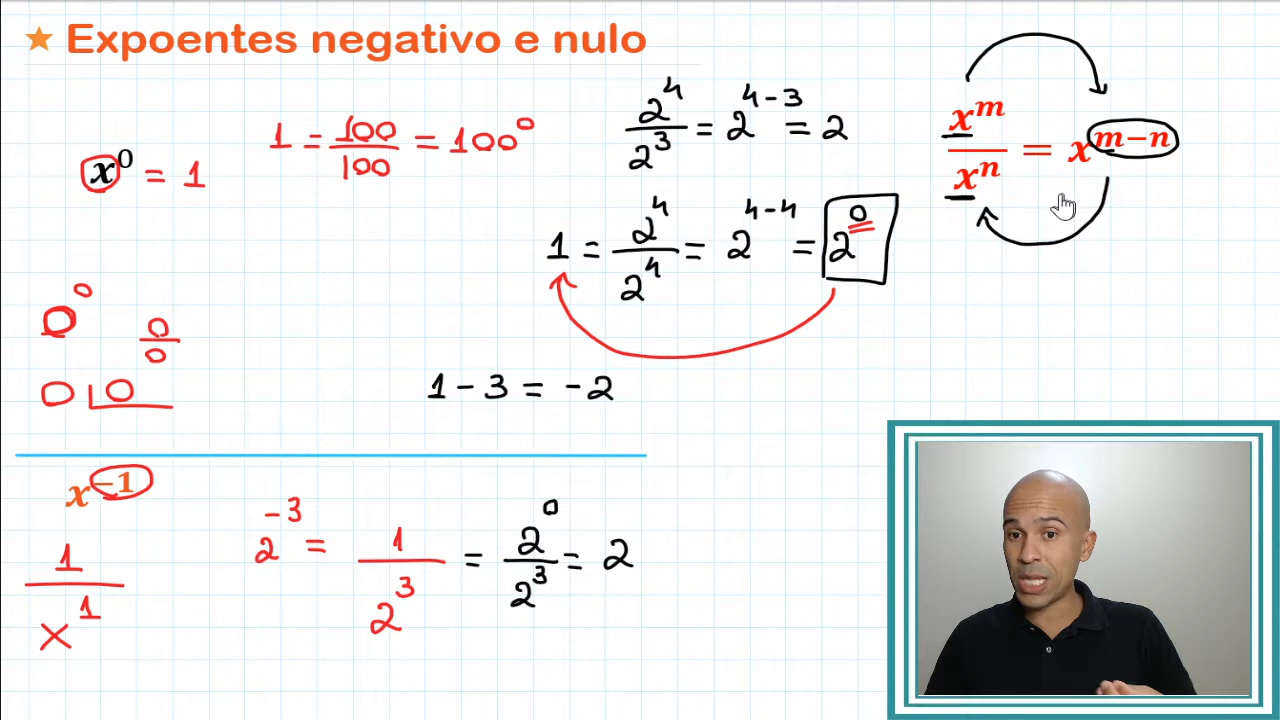 ★ Expoentes negativo e nulo
x⁰ = 1
1 = 100/100 = 100⁰
2⁴/2³ = 2⁴⁻³ = 2
xᵐ/xⁿ = xᵐ⁻ⁿ
1 = 2⁴/2⁴ = 2⁴⁻⁴ = 2⁰
0⁰
0/0
0 |0
1 - 3 = -2
x⁻¹
1/x¹
2⁻³ = 1/2³ = 2⁰/2³ = 2